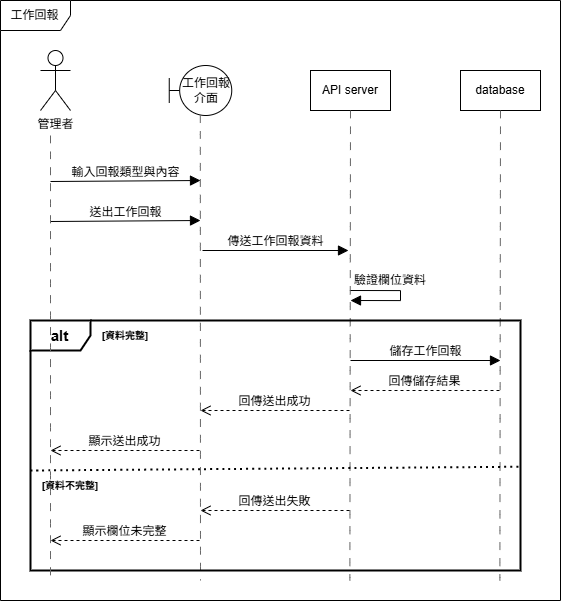 工作回報
工作回報
介面
API server
database
管理者
輸入回報類型與內容
送出工作回報
傳送工作回報資料
驗證欄位資料
alt
[資料完整]
儲存工作回報
回傳儲存結果
回傳送出成功
顯示送出成功
[資料不完整]
回傳送出失敗
顯示欄位未完整